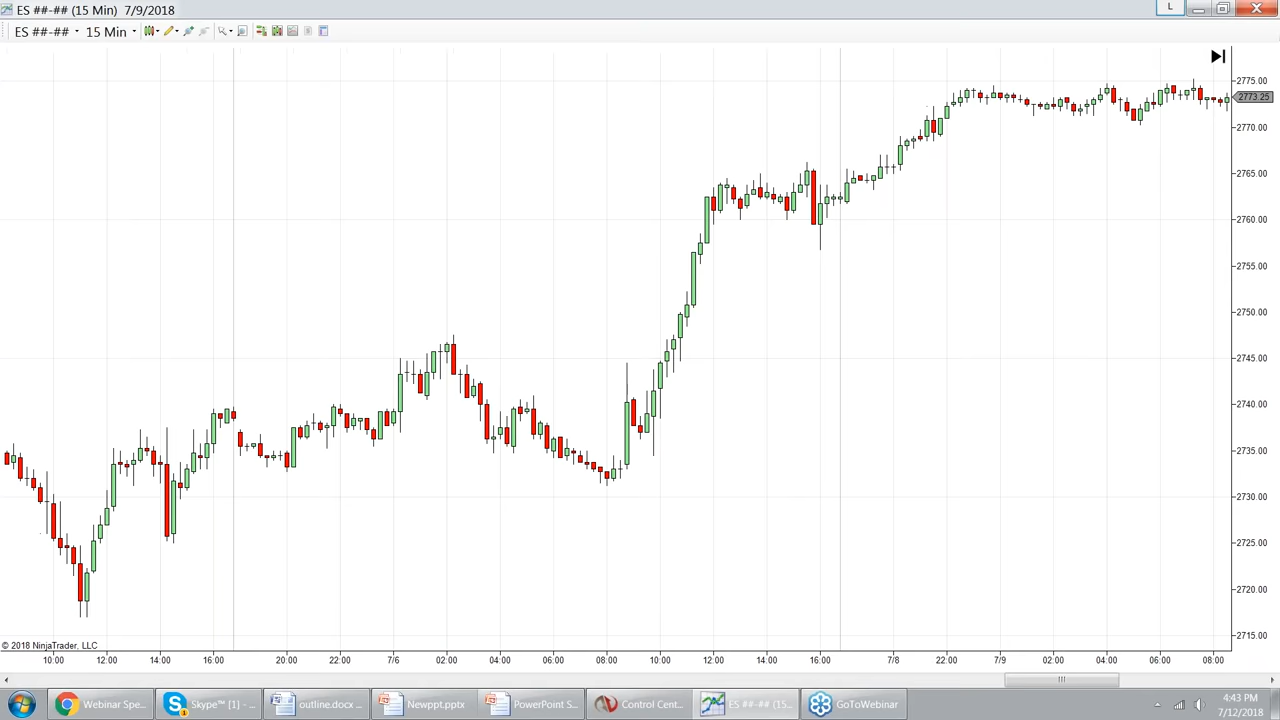 ES ##-## (15 Min) 7/9/2018
L
ES ##-## 15 Min
2775.00
2773.25
2770.00
2765.00
2760.00
2755.00
2750.00
2745.00
2740.00
2735.00
2730.00
2725.00
2720.00
2715.00
© 2018 NinjaTrader, LLC
10:00 12:00 14:00 16:00 20:00 22:00 7/6 02:00 04:00 06:00 08:00 10:00 12:00 14:00 16:00 7/8 22:00 7/9 02:00 04:00 06:00 08:00
Webinar Spe... Skype™ [1] - ... outline.docx ... Newppt.pptx PowerPoint S... Control Cent... ES ##-## (15... GoToWebinar
4:43 PM
7/12/2018